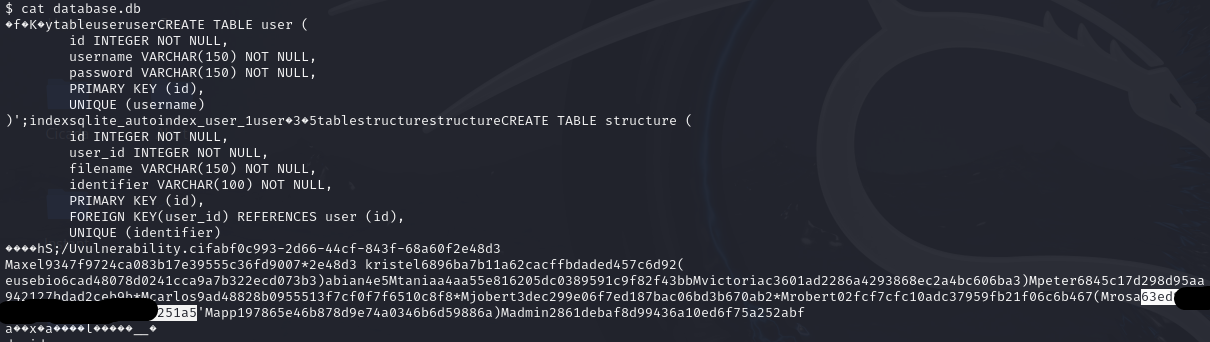 $ cat database.db
�f�K�ytableuseruserCREATE TABLE user (
id INTEGER NOT NULL,
username VARCHAR(150) NOT NULL,
password VARCHAR(150) NOT NULL,
PRIMARY KEY (id),
UNIQUE (username)
)';indexsqlite_autoindex_user_1user�3�5tablestructurestructureCREATE TABLE structure (
id INTEGER NOT NULL,
user_id INTEGER NOT NULL,
filename VARCHAR(150) NOT NULL,
identifier VARCHAR(100) NOT NULL,
PRIMARY KEY (id),
FOREIGN KEY(user_id) REFERENCES user (id),
UNIQUE (identifier)
����hS;/Uvulnerability.cifabf0c993-2d66-44cf-843f-68a60f2e48d3
Maxel9347f9724ca083b17e39555c36fd9007*2e48d3 kristel6896ba7b11a62cacffbdaded457c6d92(
eusebio6cad48078d0241cca9a7b322ecd073b3)abian4e5Mtaniaa4aa55e816205dc0389591c9f82f43bbMvictoriac3601ad2286a4293868ec2a4bc606ba3)Mpeter6845c17d298d95aa
942127bdad2ceb9b*Mcarlos9ad48828b0955513f7cf0f7f6510c8f8*Mjobert3dec299e06f7ed187bac06bd3b670ab2*Mrobert02fcf7cfc10adc37959fb21f06c6b467(Mrosa63ed
251a5'Mapp197865e46b878d9e74a0346b6d59886a)Madmin2861debaf8d99436a10ed6f75a252abf
a��x�a����l�����__�